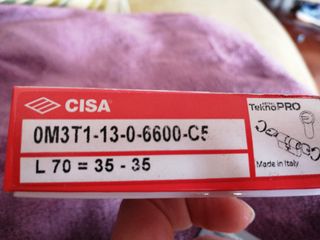 CISA
TeknoPRO
0M3T1-13-0-6600-C5
L 70 = 35 - 35
Made in Italy